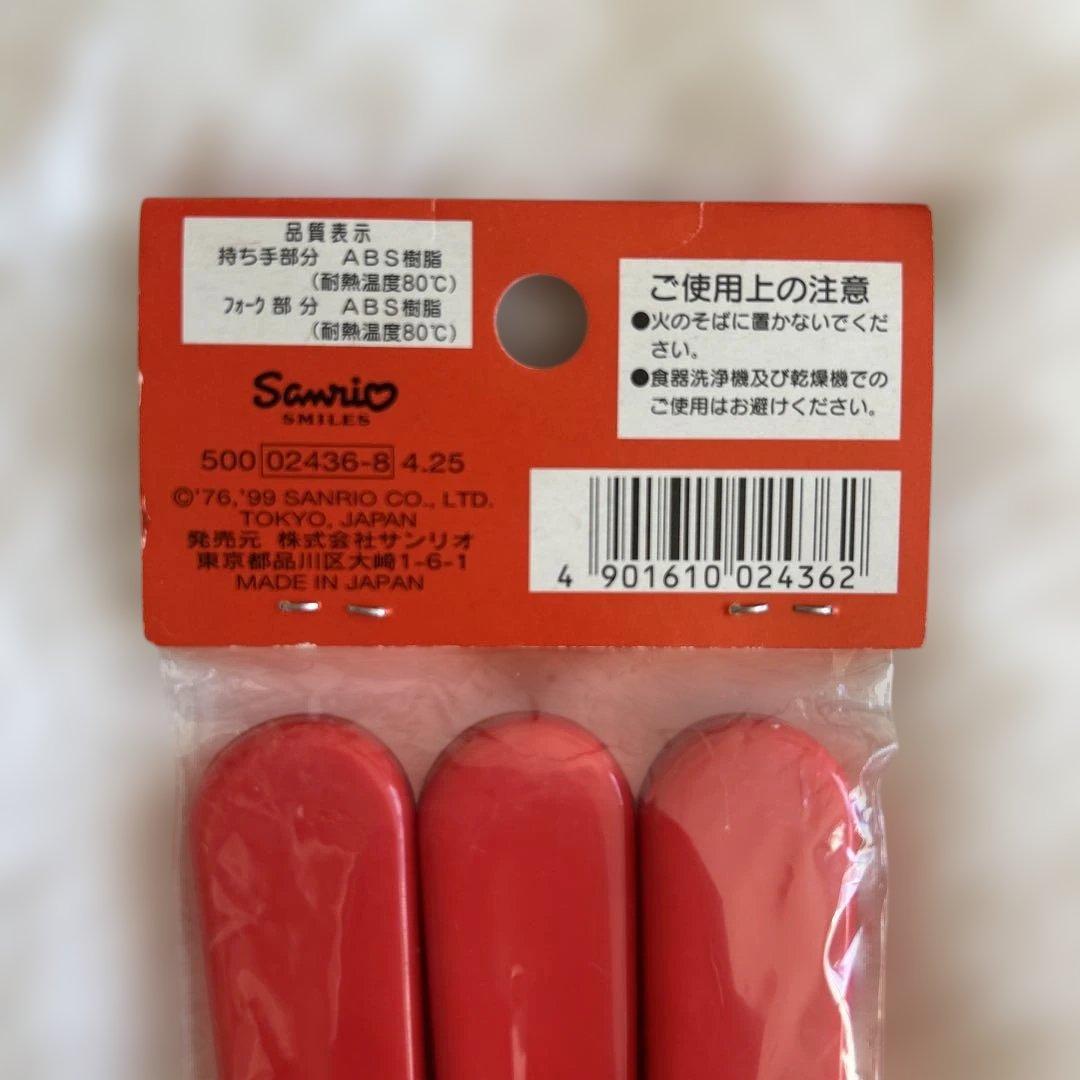 品質表示
持ち手部分 ABS樹脂
(耐熱温度80℃)
フォーク部分 ABS樹脂
(耐熱温度80℃)
Sanrio
SMILES
500 02436-8 4.25
©'76,'99 SANRIO CO., LTD.
TOKYO, JAPAN
発売元 株式会社サンリオ
東京都品川区大崎1-6-1
MADE IN JAPAN
ご使用上の注意
●火のそばに置かないでくだ
さい。
●食器洗浄機及び乾燥機での
ご使用はお避けください。
4 901610 024362